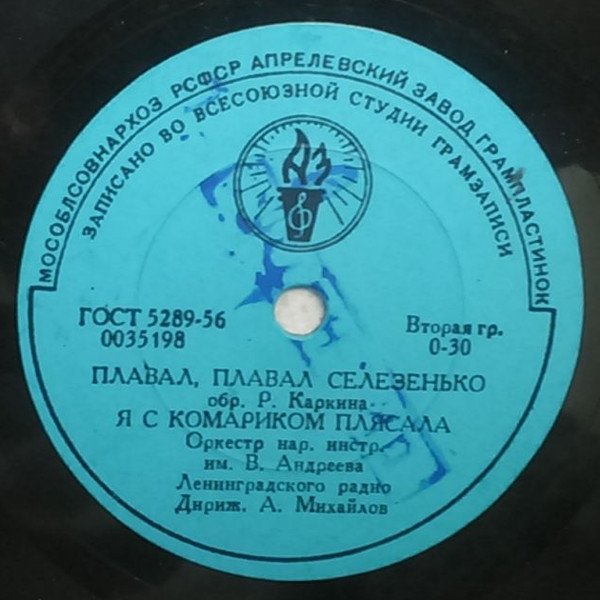 МОСОБЛСОВНАРХОЗ РСФСР АПРЕЛЕВСКИЙ ЗАВОД ГРАМПЛАСТИНОК
ЗАПИСАНО ВО ВСЕСОЮЗНОЙ СТУДИИ ГРАМЗАПИСИ
АЗ
ГОСТ 5289-56
0035198
Вторая гр.
0-30
ПЛАВАЛ, ПЛАВАЛ СЕЛЕЗЕНЬКО
обр. Р. Каркина
Я С КОМАРИКОМ ПЛЯСАЛА
Оркестр нар. инстр.
им. В. Андреева
Ленинградского радио
Дириж. А. Михайлов